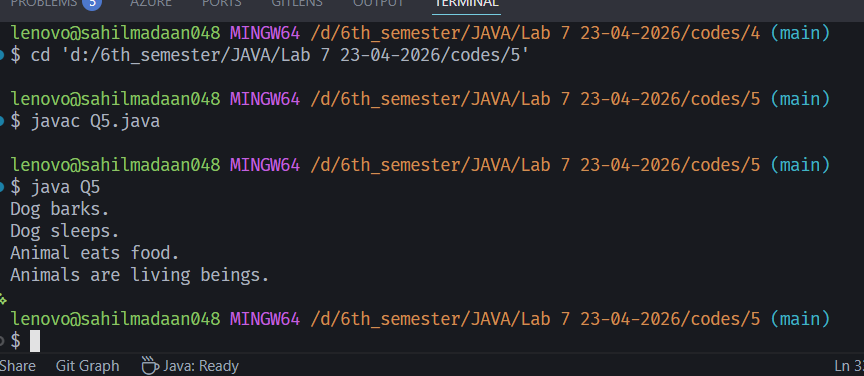 PROBLEMS 5 AZURE PORTS GITLENS OUTPUT TERMINAL
lenovo@sahilmadaan048 MINGW64 /d/6th_semester/JAVA/Lab 7 23-04-2026/codes/4 (main)
$ cd 'd:/6th_semester/JAVA/Lab 7 23-04-2026/codes/5'
lenovo@sahilmadaan048 MINGW64 /d/6th_semester/JAVA/Lab 7 23-04-2026/codes/5 (main)
$ javac Q5.java
lenovo@sahilmadaan048 MINGW64 /d/6th_semester/JAVA/Lab 7 23-04-2026/codes/5 (main)
$ java Q5
Dog barks.
Dog sleeps.
Animal eats food.
Animals are living beings.
lenovo@sahilmadaan048 MINGW64 /d/6th_semester/JAVA/Lab 7 23-04-2026/codes/5 (main)
$
Share Git Graph Java: Ready Ln